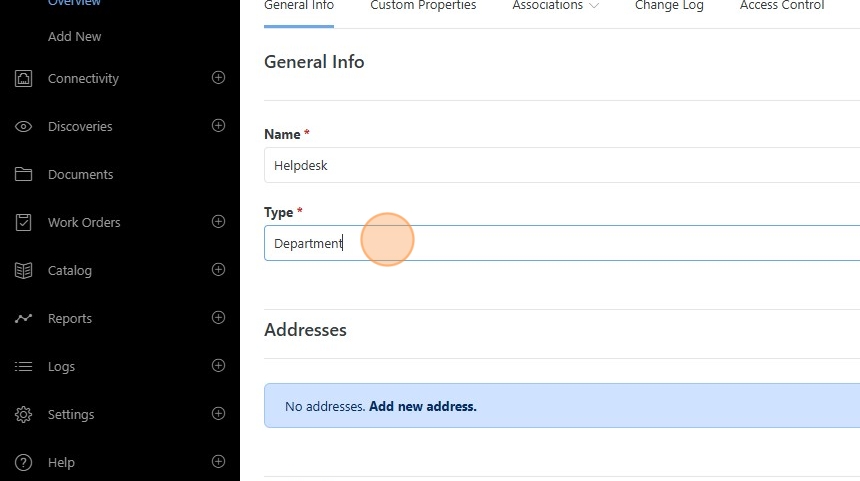 Overview
Add New
Connectivity
Discoveries
Documents
Work Orders
Catalog
Reports
Logs
Settings
Help
General Info
Custom Properties
Associations
Change Log
Access Control
General Info
Name *
Helpdesk
Type *
Department
Addresses
No addresses. Add new address.